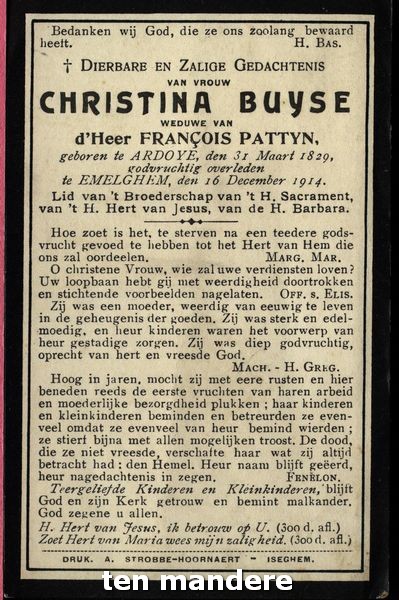 Bedanken wij God, die ze ons zoolang bewaard
heeft. H. Bas.
† Dierbare en Zalige Gedachtenis
VAN VROUW
CHRISTINA BUYSE
WEDUWE VAN
d'Heer FRANÇOIS PATTYN,
geboren te ARDOYE, den 31 Maart 1829,
godvruchtig overleden
te EMELGHEM, den 16 December 1914.
Lid van 't Broederschap van 't H. Sacrament,
van 't H. Hert van Jesus, van de H. Barbara.
Hoe zoet is het, te sterven na een teedere gods-
vrucht gevoed te hebben tot het Hert van Hem die
ons zal oordeelen. Marg. Mar.
O christene Vrouw, wie zal uwe verdiensten loven?
Uw loopbaan hebt gij met weerdigheid doortrokken
en stichtende voorbeelden nagelaten. Off. s. Elis.
Zij was een moeder, weerdig van eeuwig te leven
in de geheugenis der goeden. Zij was sterk en edel-
moedig, en heur kinderen waren het voorwerp van
heur gestadige zorgen. Zij was diep godvruchtig,
oprecht van hert en vreesde God.
Mach. - H. Greg.
Hoog in jaren, mocht zij met eere rusten en hier
beneden reeds de eerste vruchten van haren arbeid
en moederlijke bezorgdheid plukken ; haar kinderen
en kleinkinderen beminden en betreurden ze even-
veel omdat ze evenveel van heur bemind wierden ;
ze stierf bijna met alle mogelijken troost. De dood,
die ze niet vreesde, verschafte haar wat zij altijd
betracht had : den Hemel. Heur naam blijft geëerd,
heur nagedachtenis in zegen. Fenélon.
Teergeliefde Kinderen en Kleinkinderen, blijft
God en zijn Kerk getrouw en bemint malkander.
God zegene u allen.
H. Hert van Jesus, ik betrouw op U. (300 d. afl.)
Zoet Hert van Maria wees mijn zaligheid. (300 d. afl.)
DRUK. A. STROBBE-HOORNAERT — ISEGHEM.
ten mandere